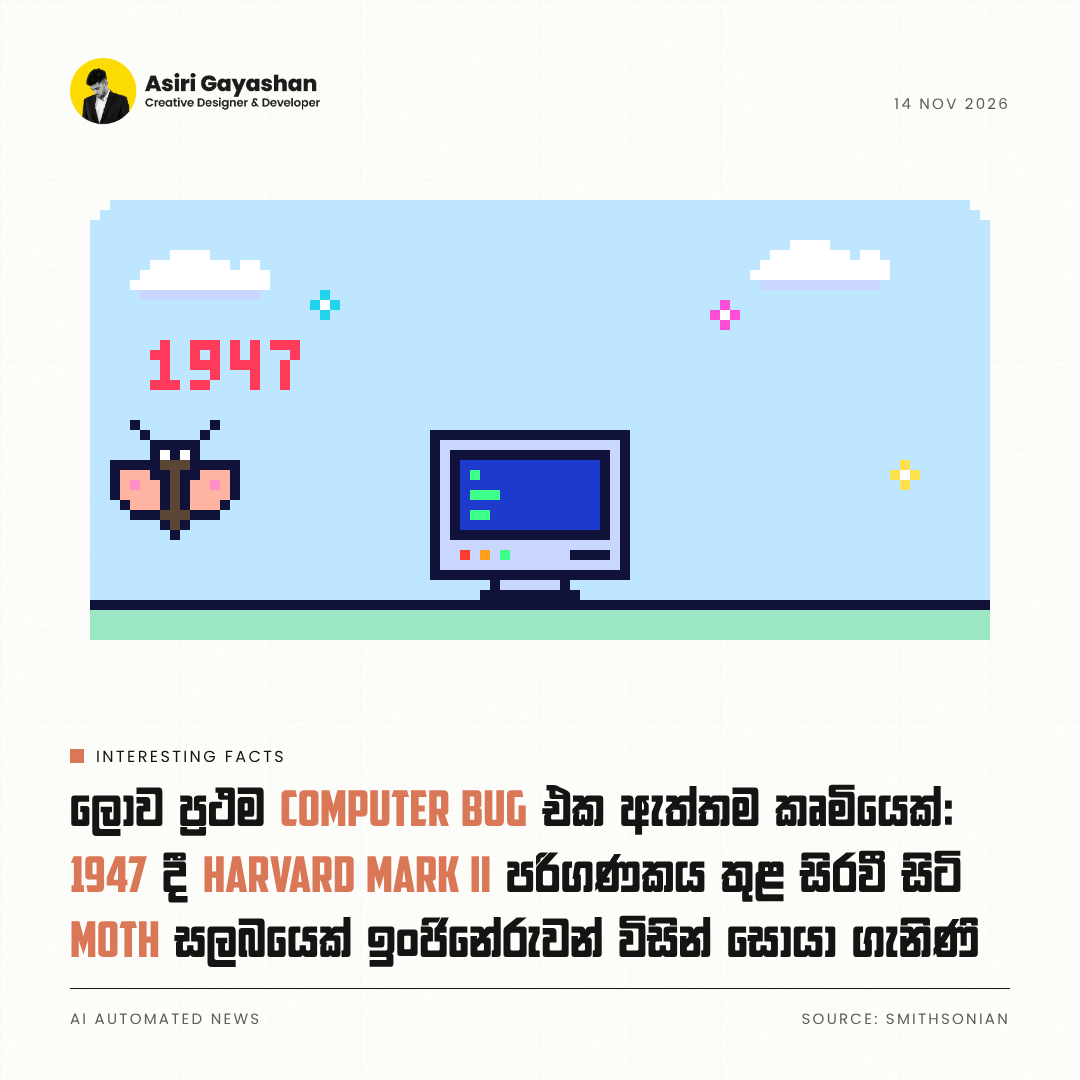 Asiri Gayashan
Creative Designer & Developer
14 NOV 2026
1947
INTERESTING FACTS
ලොව ප්‍රථම COMPUTER BUG එක ඇත්තම කෘමියෙක්:
1947 දී HARVARD MARK II පරිගණකය තුළ සිරවී සිටි
MOTH සලබයෙක් ඉංජිනේරුවන් විසින් සොයා ගැනිණි
AI AUTOMATED NEWS
SOURCE: SMITHSONIAN